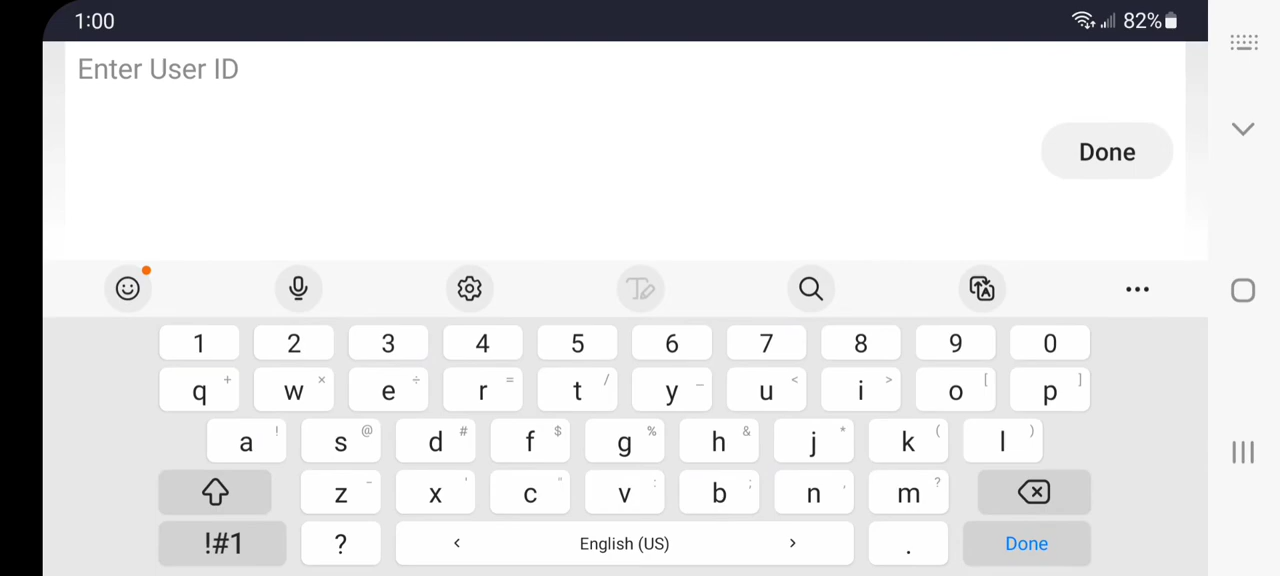 1:00 82%
Enter User ID
Done
1 2 3 4 5 6 7 8 9 0
q + w × e ÷ r = t / y _ u < i > o [ p ]
a ! s @ d # f $ g % h & j * k ( l )
z - x ' c " v : b ; n , m ?
!#1 ? < English (US) > . Done